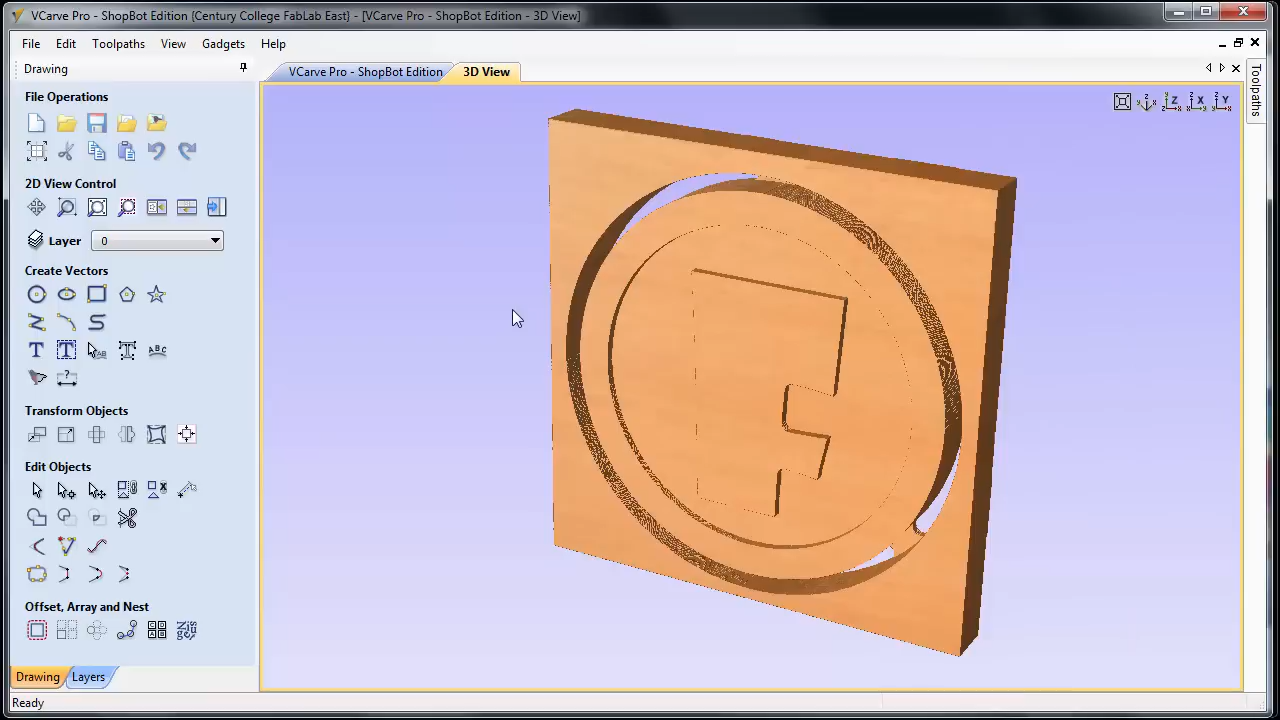 VCarve Pro - ShopBot Edition {Century College FabLab East} - [VCarve Pro - ShopBot Edition - 3D View]
File Edit Toolpaths View Gadgets Help
Drawing
VCarve Pro - ShopBot Edition
3D View
Toolpaths
File Operations
2D View Control
Layer 0
Create Vectors
Transform Objects
Edit Objects
Offset, Array and Nest
Drawing
Layers
Ready
F